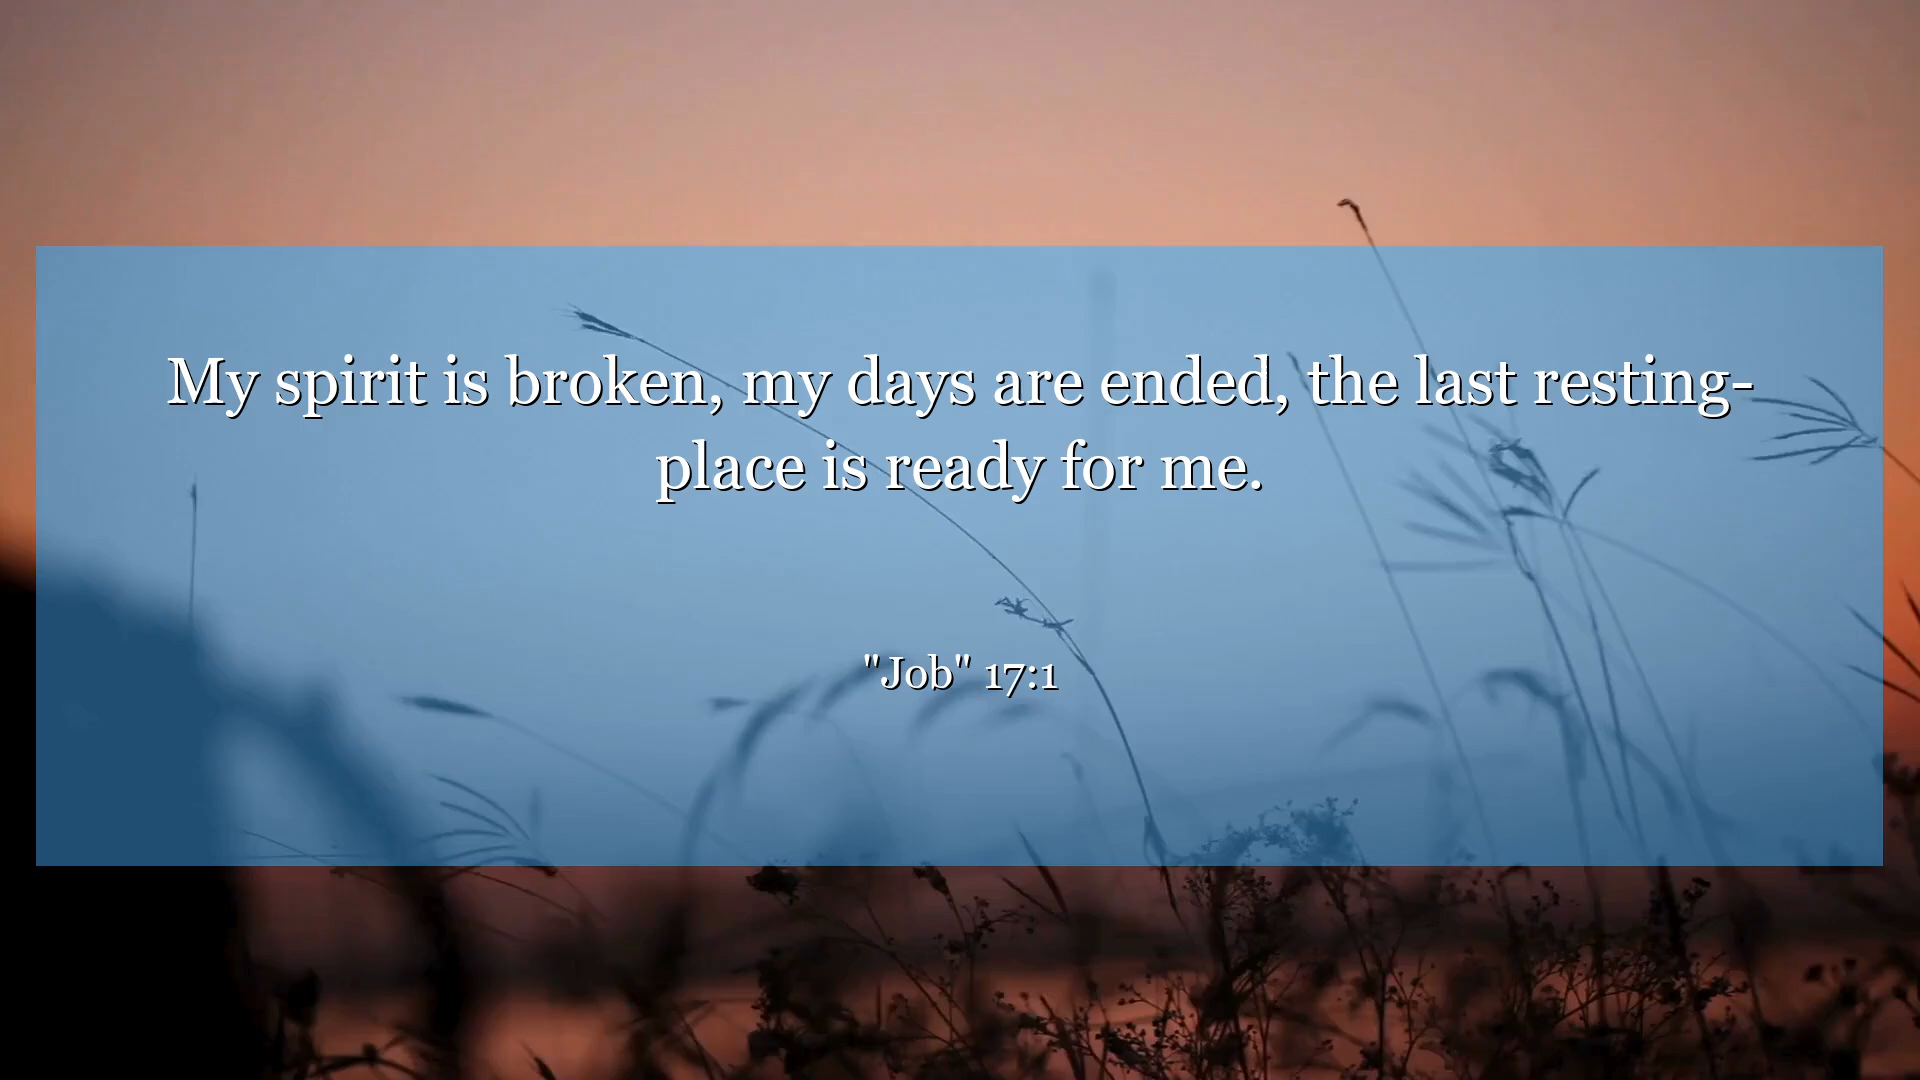 My spirit is broken, my days are ended, the last resting-
place is ready for me.
"Job" 17:1